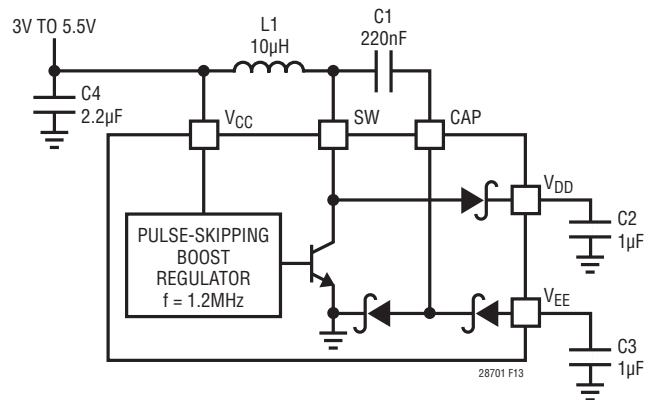 3V TO 5.5V
L1
10µH
C1
220nF
C4
2.2µF
VCC
SW
CAP
VDD
C2
1µF
PULSE-SKIPPING
BOOST
REGULATOR
f = 1.2MHz
VEE
C3
1µF
28701 F13